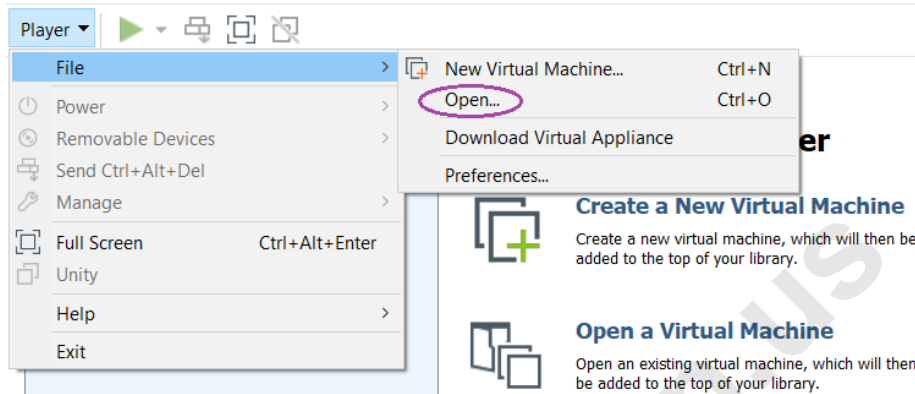 Player
File
New Virtual Machine... Ctrl+N
Open... Ctrl+O
Download Virtual Appliance
Preferences...
Power
Removable Devices
Send Ctrl+Alt+Del
Manage
Full Screen Ctrl+Alt+Enter
Unity
Help
Exit
er
Create a New Virtual Machine
Create a new virtual machine, which will then be
added to the top of your library.
Open a Virtual Machine
Open an existing virtual machine, which will then
be added to the top of your library.